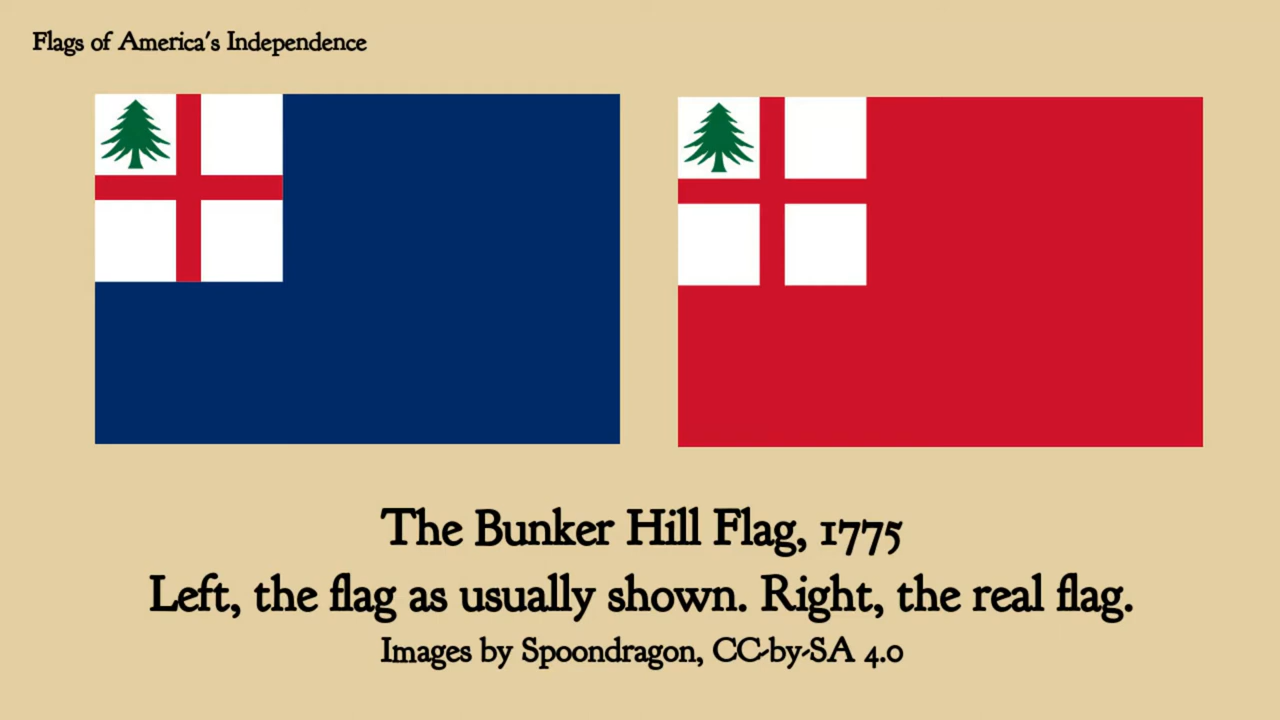 Flags of America's Independence
The Bunker Hill Flag, 1775
Left, the flag as usually shown. Right, the real flag.
Images by Spoondragon, CC-by-SA 4.0